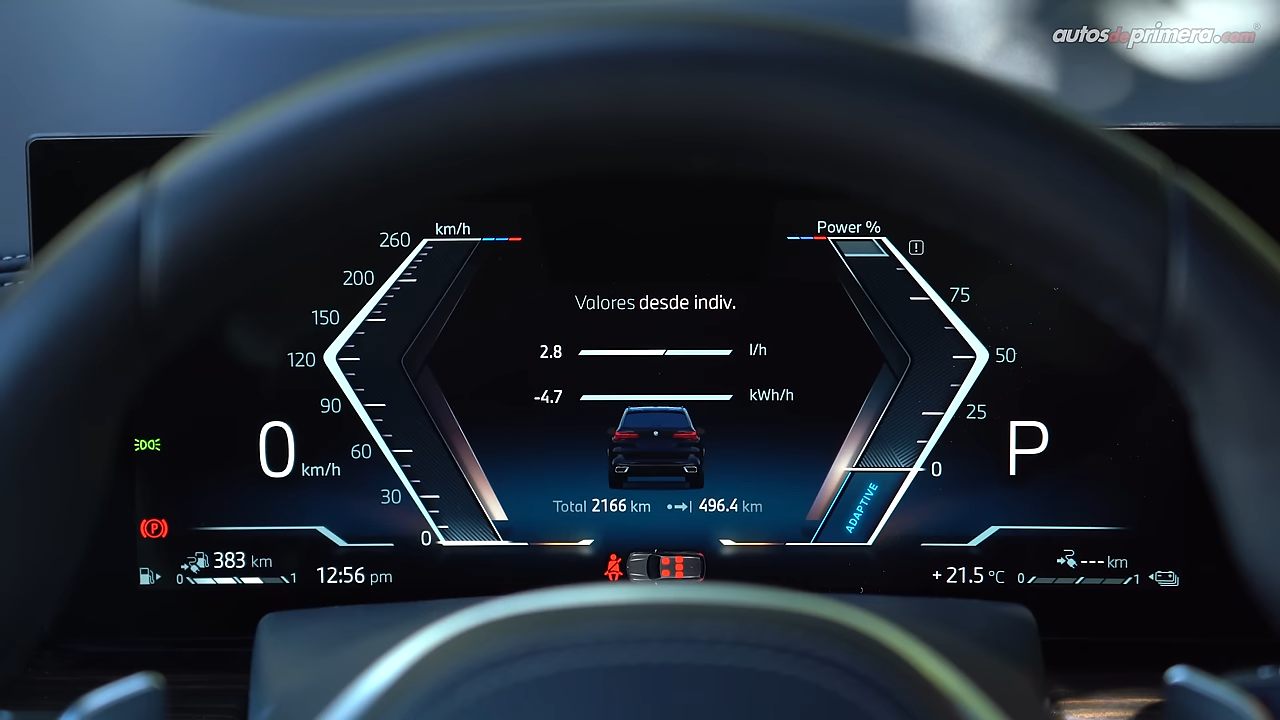 autosdeprimera.com®
km/h
Power %
260
200
150
120
90
60
30
0
75
50
25
0
Valores desde indiv.
2.8 l/h
-4.7 kWh/h
0 km/h
P
Total 2166 km 496.4 km
ADAPTIVE
P
383 km
0 1
12:56 pm
+21.5 °C
--- km
0 1